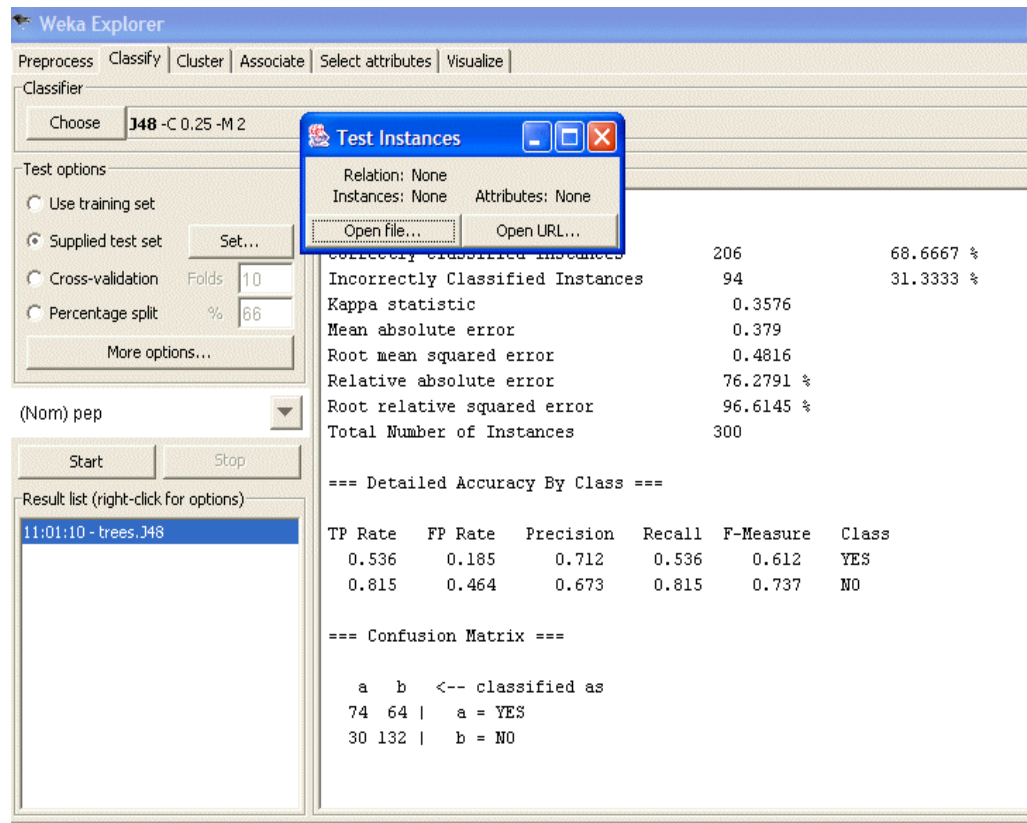 Weka Explorer
Preprocess Classify Cluster Associate Select attributes Visualize
Classifier
Choose J48 -C 0.25 -M 2
Test options
Use training set
Supplied test set Set...
Cross-validation Folds 10
Percentage split % 66
More options...
(Nom) pep
Start Stop
Result list (right-click for options)
11:01:10 - trees.J48
Test Instances
Relation: None
Instances: None Attributes: None
Open file... Open URL...
Correctly Classified Instances 206 68.6667 %
Incorrectly Classified Instances 94 31.3333 %
Kappa statistic 0.3576
Mean absolute error 0.379
Root mean squared error 0.4816
Relative absolute error 76.2791 %
Root relative squared error 96.6145 %
Total Number of Instances 300
=== Detailed Accuracy By Class ===
TP Rate FP Rate Precision Recall F-Measure Class
0.536 0.185 0.712 0.536 0.612 YES
0.815 0.464 0.673 0.815 0.737 NO
=== Confusion Matrix ===
a b <-- classified as
74 64 | a = YES
30 132 | b = NO